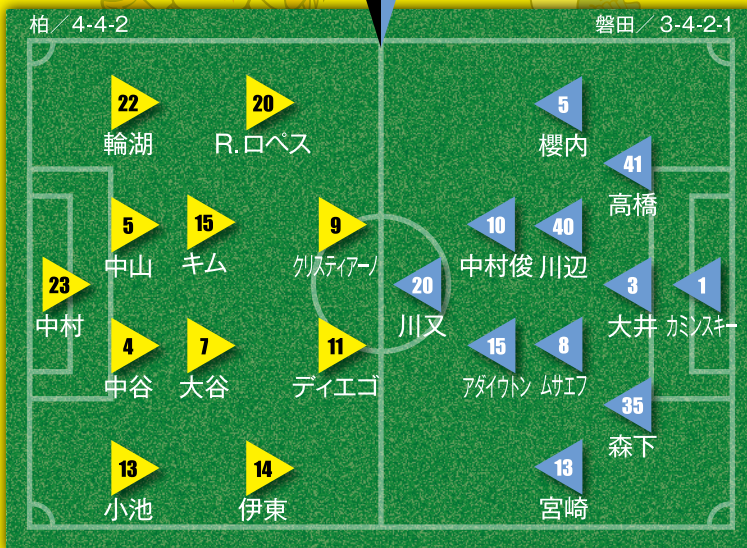 柏／4-4-2
磐田／3-4-2-1
22
輪湖
20
R.ロペス
5
中山
15
キム
9
クリスティアーノ
23
中村
4
中谷
7
大谷
11
ディエゴ
13
小池
14
伊東
5
櫻内
41
高橋
10
中村俊
40
川辺
20
川又
3
大井
1
カミンスキー
15
アダイウトン
8
ムサエフ
35
森下
13
宮崎